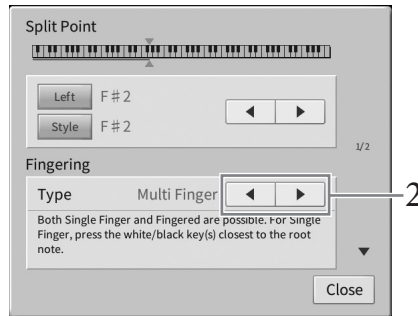 Split Point
Left F♯2
Style F♯2
1/2
Fingering
Type Multi Finger
2
Both Single Finger and Fingered are possible. For Single
Finger, press the white/black key(s) closest to the root
note.
Close